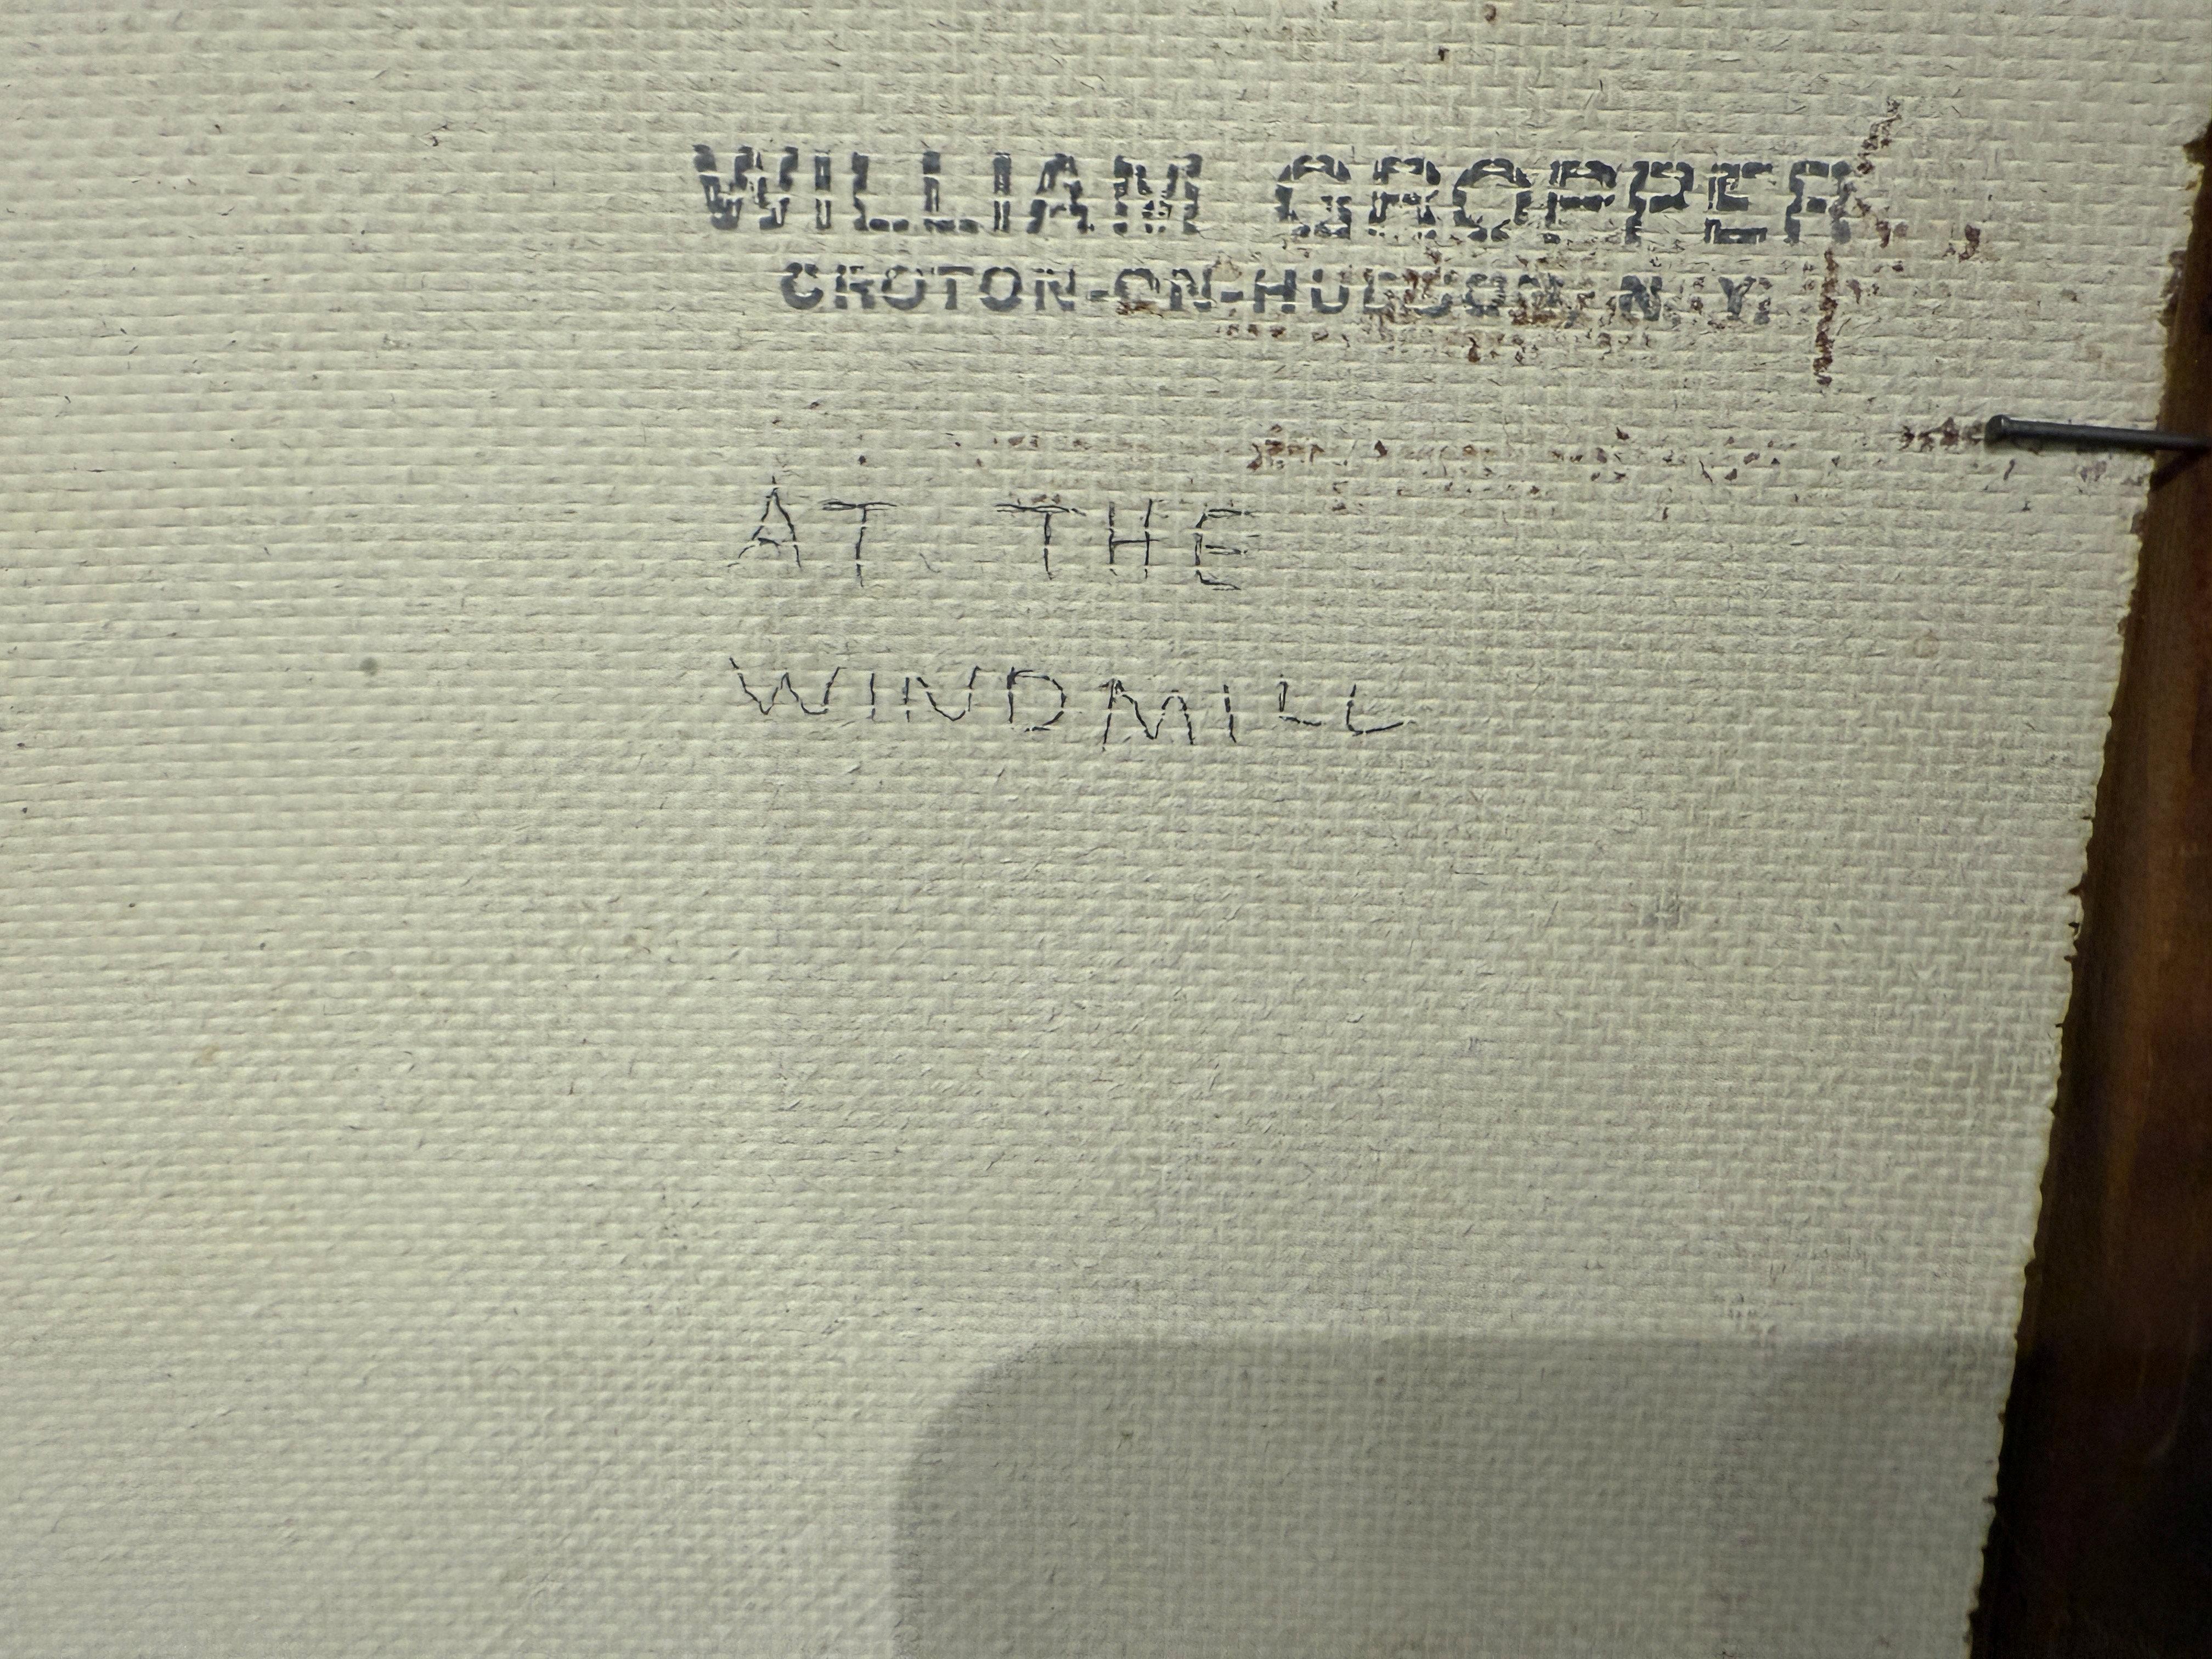 WILLIAM GROPPER
CROTON-ON-HUDSON, N. Y.
AT THE
WINDMILL